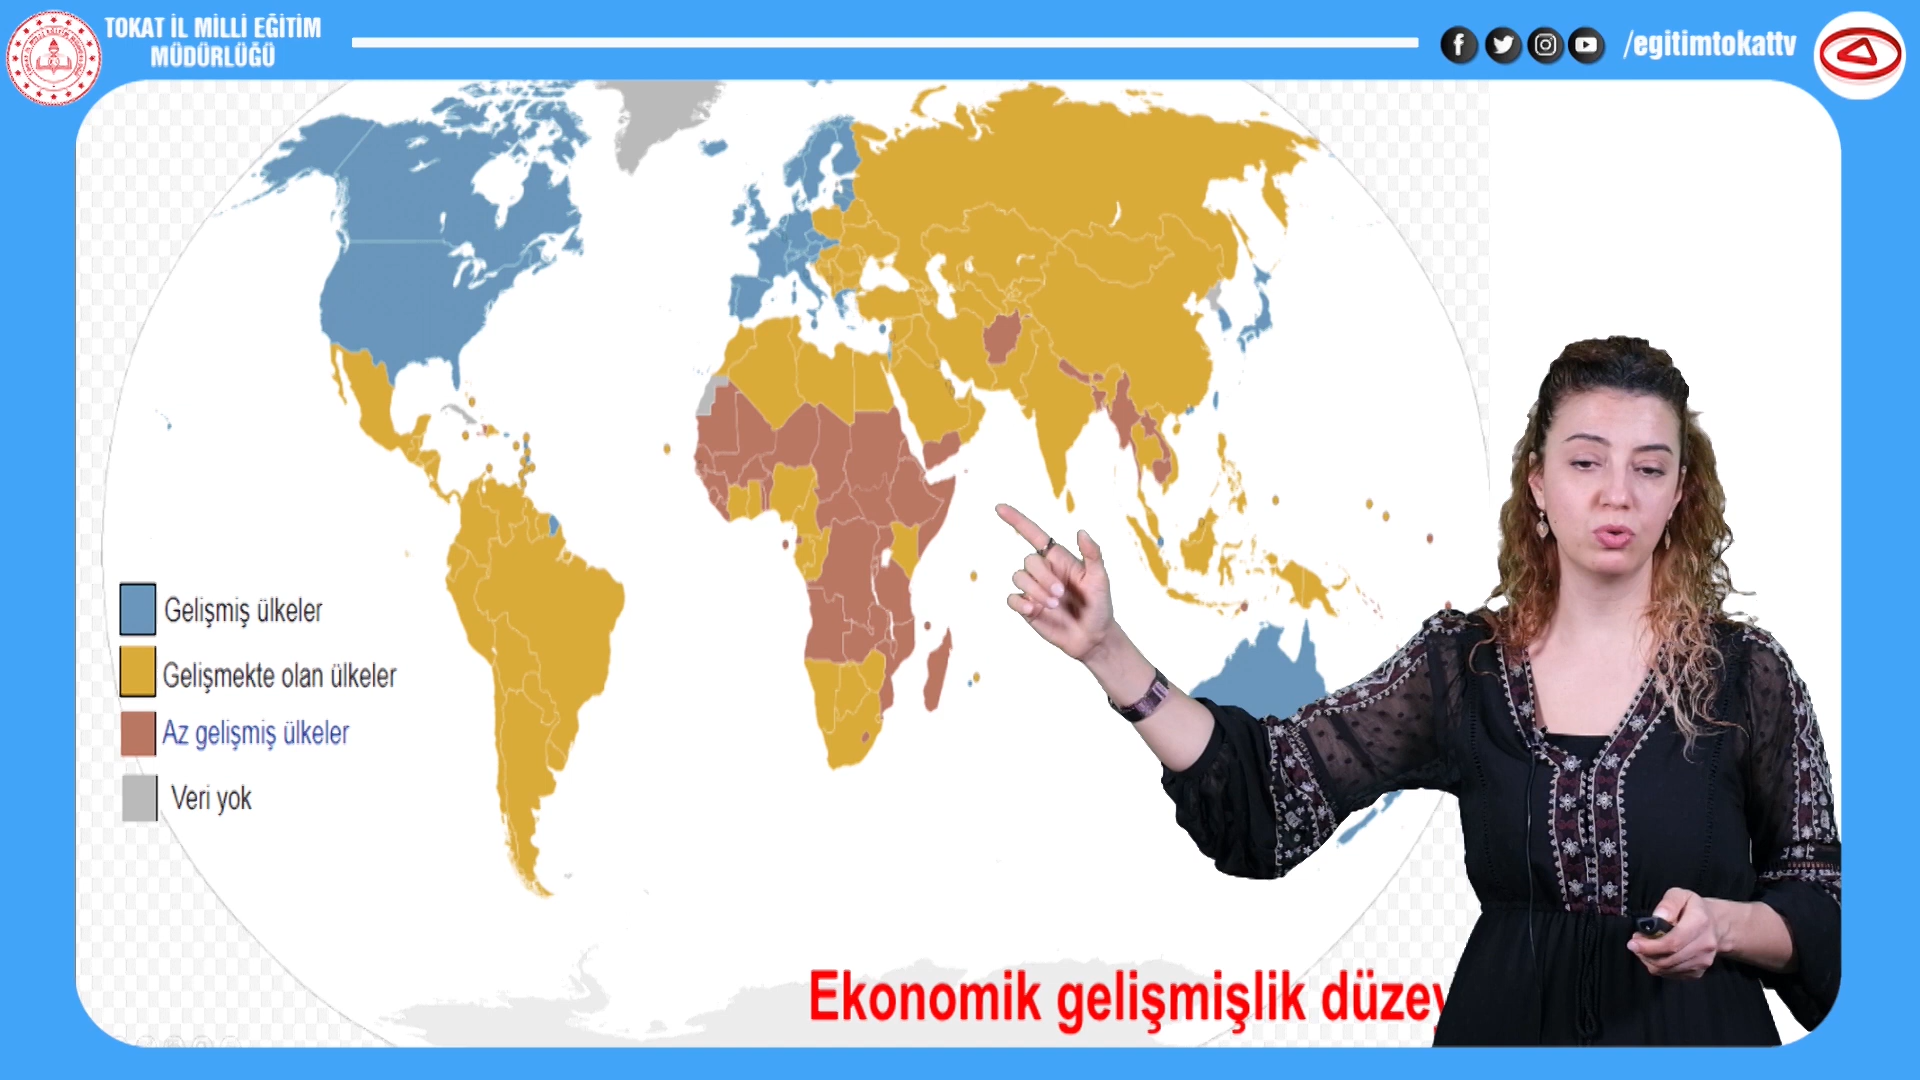 TOKAT İL MİLLİ EĞİTİM
MÜDÜRLÜĞÜ
/egitimtokattv
Gelişmiş ülkeler
Gelişmekte olan ülkeler
Az gelişmiş ülkeler
Veri yok
Ekonomik gelişmişlik düzey